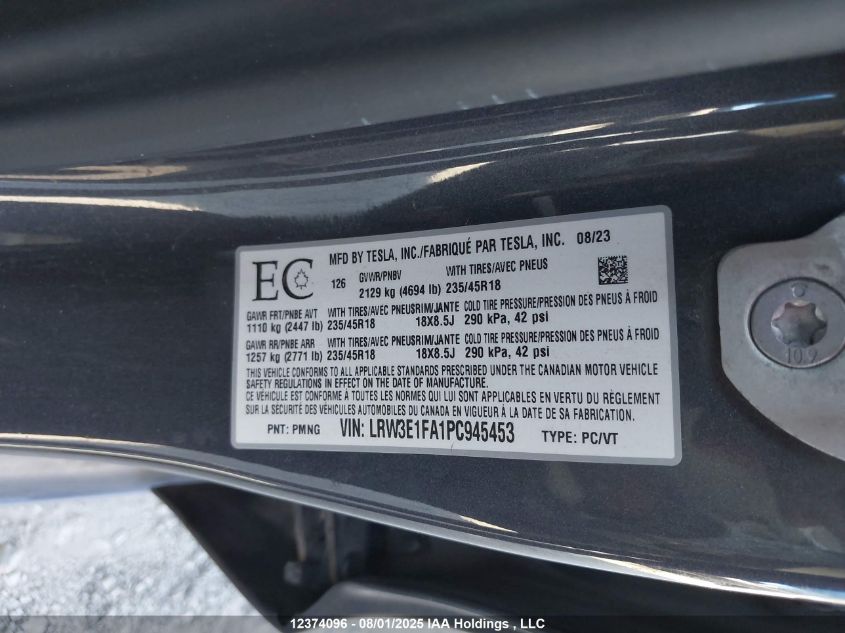 MFD BY TESLA, INC./FABRIQUÉ PAR TESLA, INC. 08/23
EC 126 GVWR/PNBV WITH TIRES/AVEC PNEUS
2129 kg (4694 lb) 235/45R18
GAWR FRT/PNBE AVT WITH TIRES/AVEC PNEUS RIM/JANTE COLD TIRE PRESSURE/PRESSION DES PNEUS À FROID
1110 kg (2447 lb) 235/45R18 18X8.5J 290 kPa, 42 psi
GAWR RR/PNBE ARR WITH TIRES/AVEC PNEUS RIM/JANTE COLD TIRE PRESSURE/PRESSION DES PNEUS À FROID
1257 kg (2771 lb) 235/45R18 18X8.5J 290 kPa, 42 psi
THIS VEHICLE CONFORMS TO ALL APPLICABLE STANDARDS PRESCRIBED UNDER THE CANADIAN MOTOR VEHICLE
SAFETY REGULATIONS IN EFFECT ON THE DATE OF MANUFACTURE.
CE VÉHICULE EST CONFORME À TOUTES LES NORMES QUI LUI SONT APPLICABLES EN VERTU DU RÈGLEMENT
SUR LA SÉCURITÉ DES VÉHICULES AUTOMOBILES DU CANADA EN VIGUEUR À LA DATE DE SA FABRICATION.
PNT: PMNG VIN: LRW3E1FA1PC945453 TYPE: PC/VT
10.9
12374096 - 08/01/2025 IAA Holdings , LLC